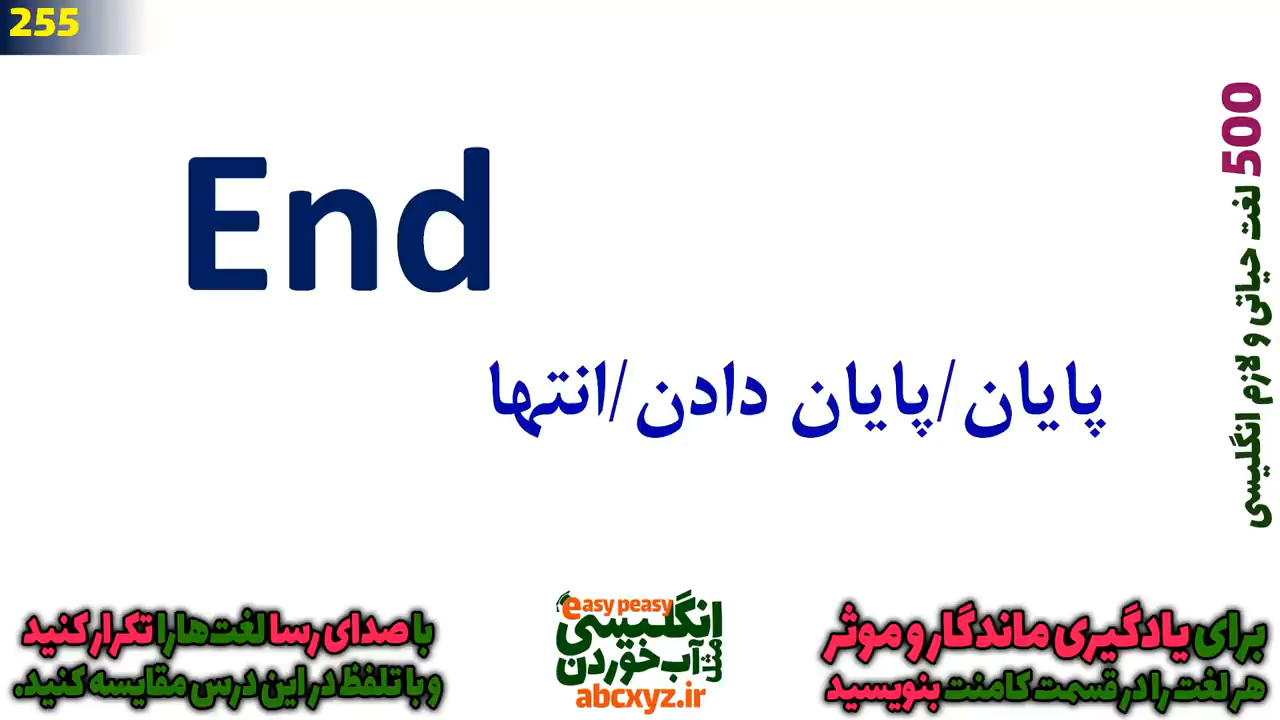 255
End
پایان/پایان دادن/انتها
500 لغت حیاتی و لازم انگلیسی
با صدای رسا لغت‌ها را تکرار کنید
و با تلفظ در این درس مقایسه کنید.
easy peasy
انگلیسی
مثل آب خوردن
abcxyz.ir
برای یادگیری ماندگار و موثر
هر لغت را در قسمت کامنت بنویسید